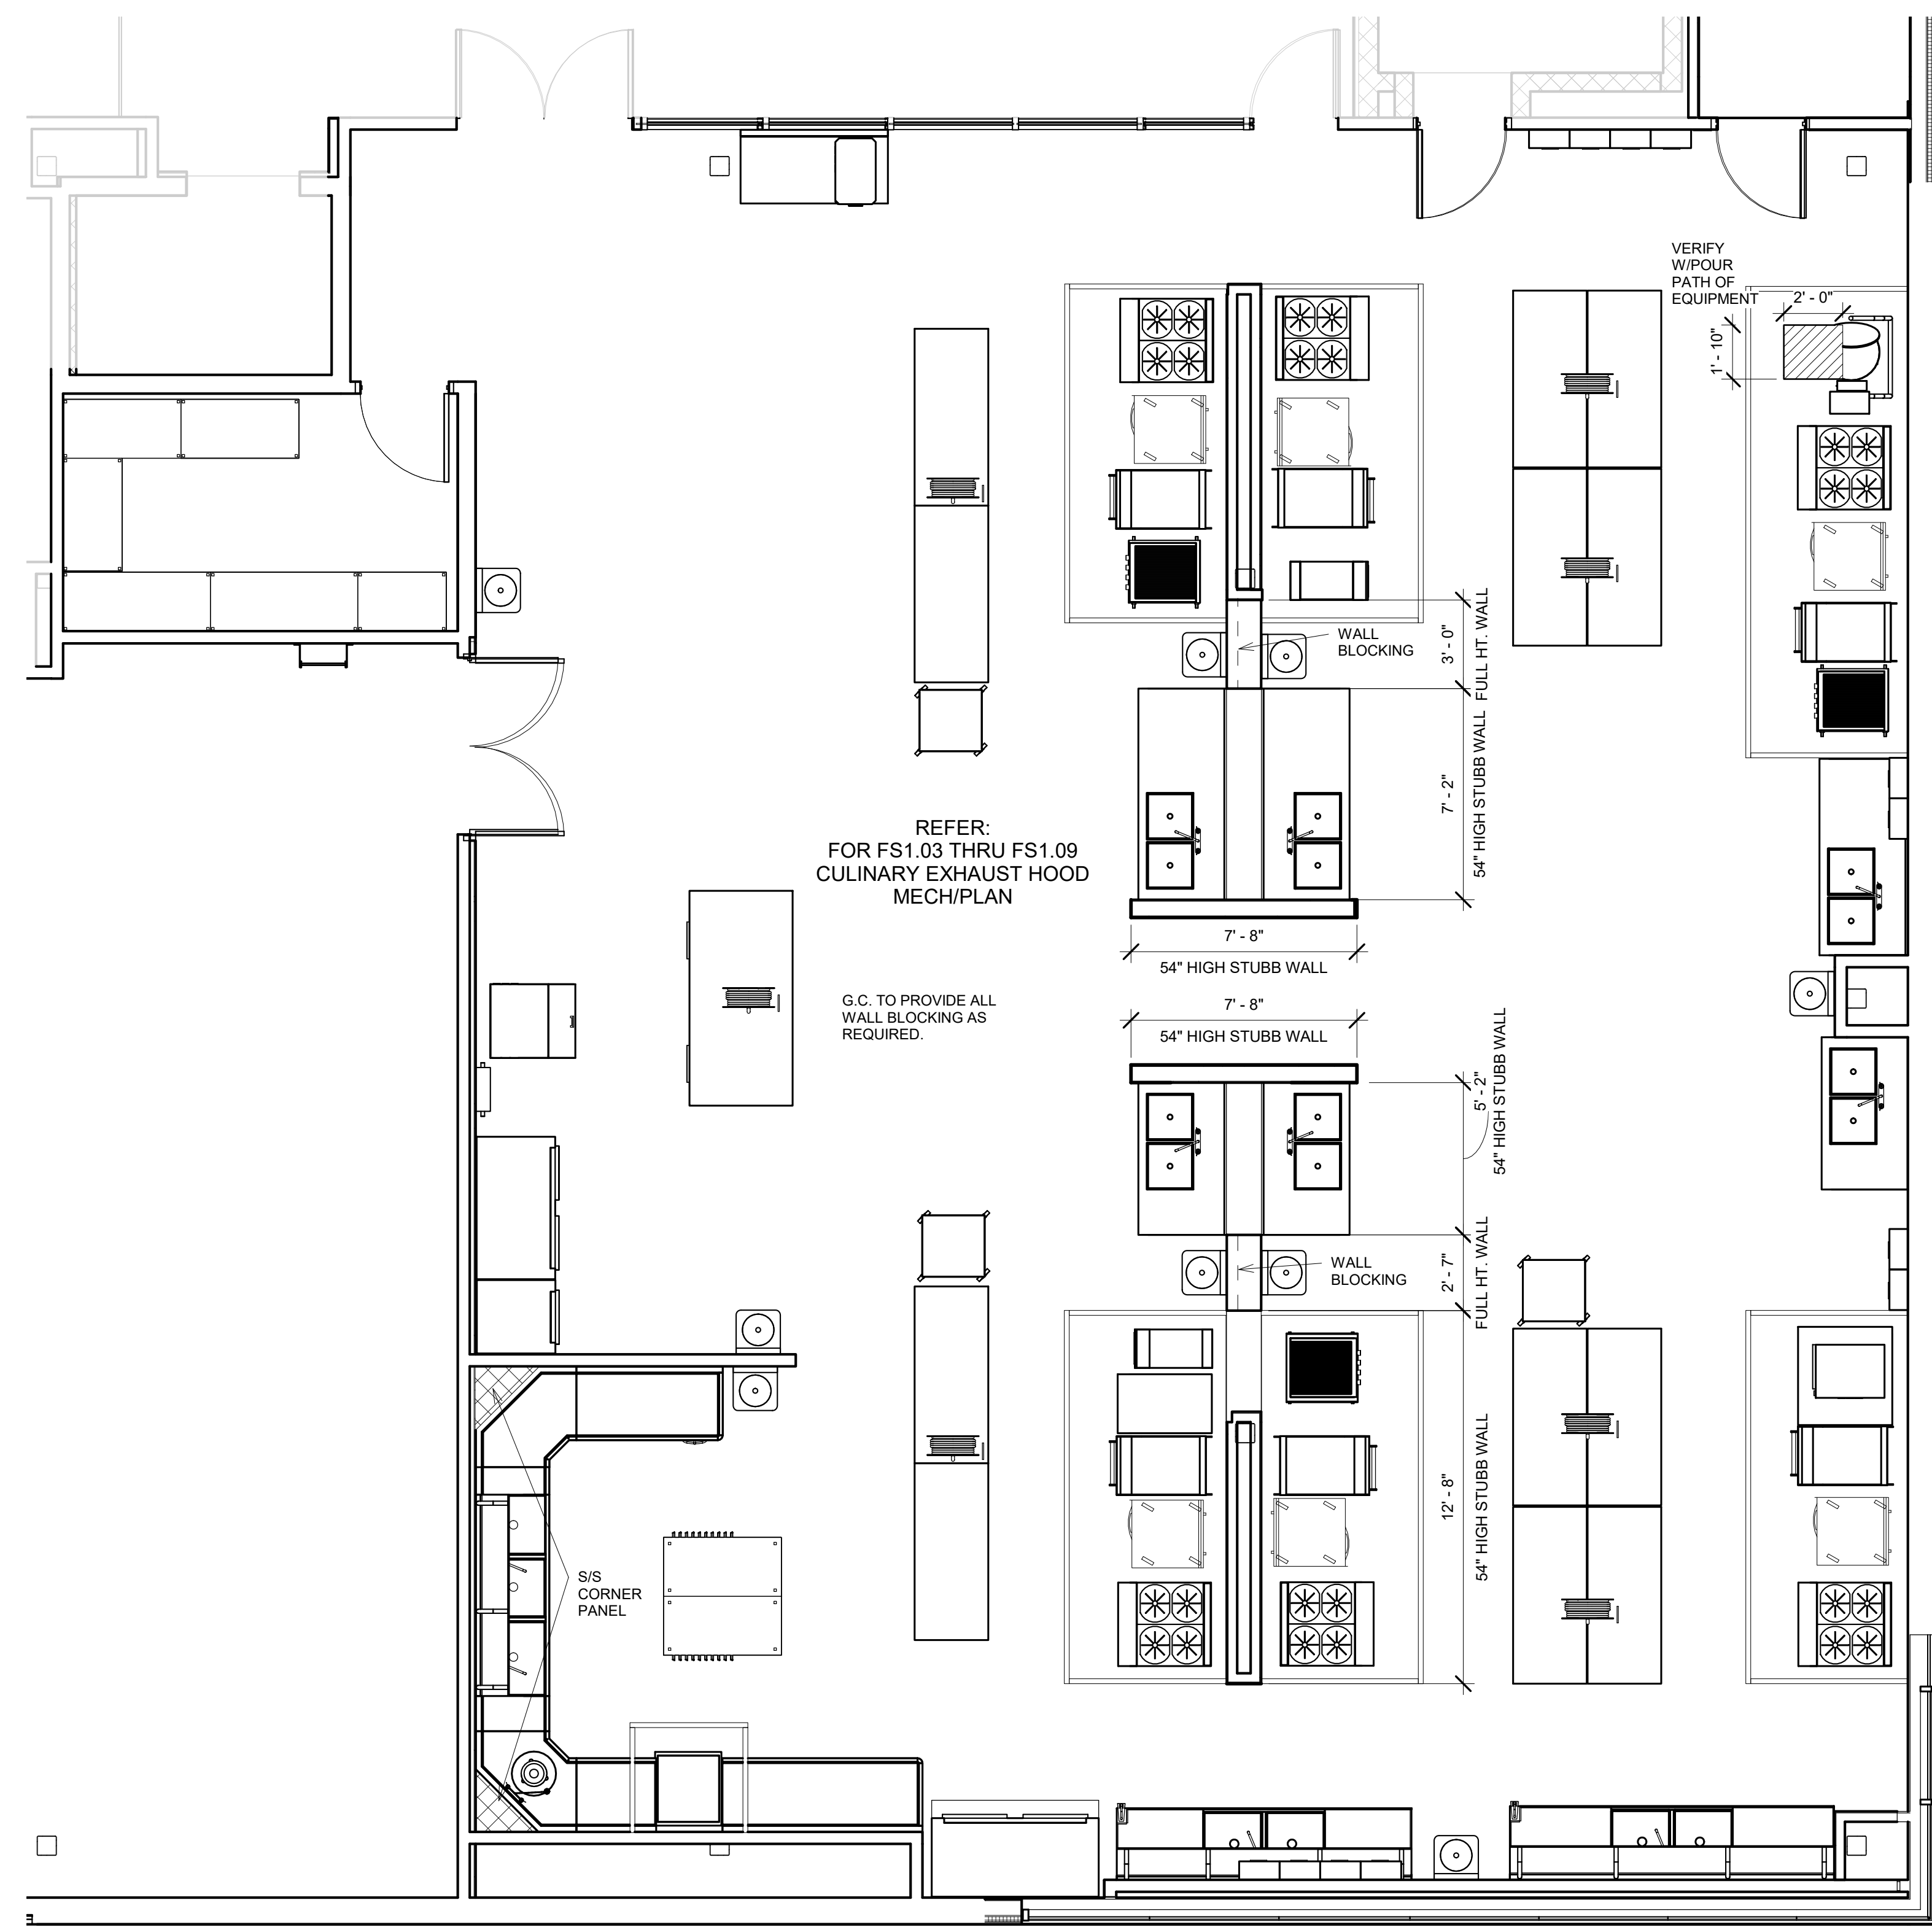 VERIFY
W/POUR
PATH OF
EQUIPMENT
2' - 0"
1' - 10"
WALL
BLOCKING
3' - 0"
FULL HT. WALL
7' - 2"
54" HIGH STUBB WALL
REFER:
FOR FS1.03 THRU FS1.09
CULINARY EXHAUST HOOD
MECH/PLAN
7' - 8"
54" HIGH STUBB WALL
G.C. TO PROVIDE ALL
WALL BLOCKING AS
REQUIRED.
7' - 8"
54" HIGH STUBB WALL
5' - 2"
54" HIGH STUBB WALL
WALL
BLOCKING
2' - 7"
FULL HT. WALL
12' - 8"
54" HIGH STUBB WALL
S/S
CORNER
PANEL